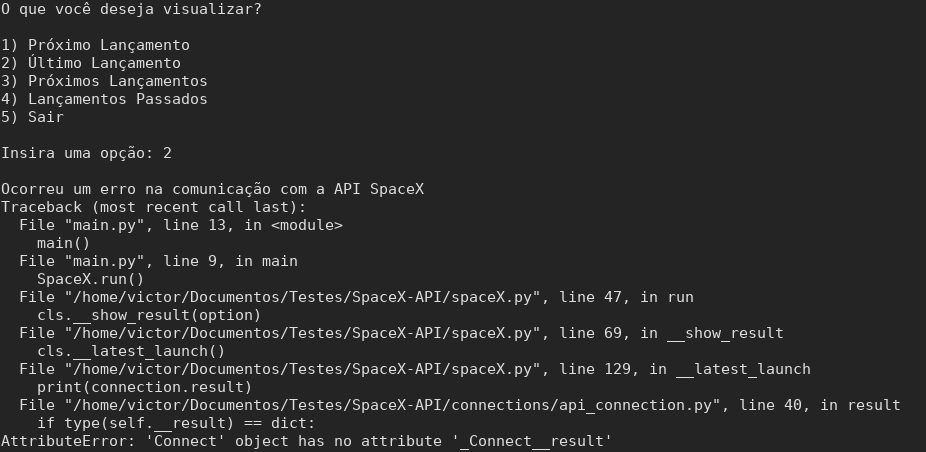 O que você deseja visualizar?
1) Próximo Lançamento
2) Último Lançamento
3) Próximos Lançamentos
4) Lançamentos Passados
5) Sair
Insira uma opção: 2
Ocorreu um erro na comunicação com a API SpaceX
Traceback (most recent call last):
  File "main.py", line 13, in <module>
    main()
  File "main.py", line 9, in main
    SpaceX.run()
  File "/home/victor/Documentos/Testes/SpaceX-API/spaceX.py", line 47, in run
    cls.__show_result(option)
  File "/home/victor/Documentos/Testes/SpaceX-API/spaceX.py", line 69, in __show_result
    cls.__latest_launch()
  File "/home/victor/Documentos/Testes/SpaceX-API/spaceX.py", line 129, in __latest_launch
    print(connection.result)
  File "/home/victor/Documentos/Testes/SpaceX-API/connections/api_connection.py", line 40, in result
    if type(self.__result) == dict:
AttributeError: 'Connect' object has no attribute '_Connect__result'